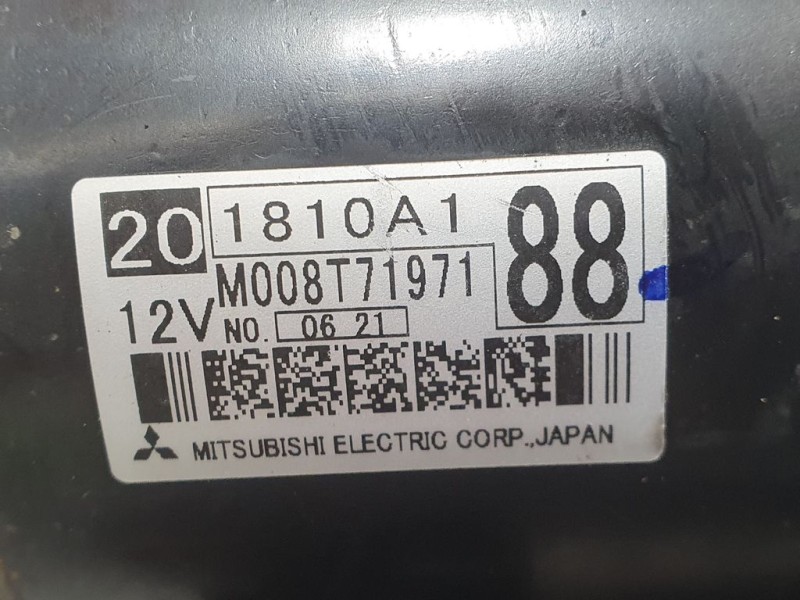 20
1810A1
88
M008T71971
12V
NO. 06 21
MITSUBISHI ELECTRIC CORP., JAPAN